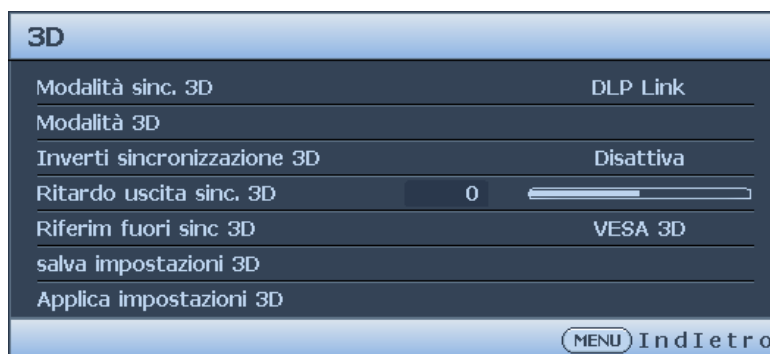 3D
Modalità sinc. 3D DLP Link
Modalità 3D
Inverti sincronizzazione 3D Disattiva
Ritardo uscita sinc. 3D 0
Riferim fuori sinc 3D VESA 3D
salva impostazioni 3D
Applica impostazioni 3D
MENU IndIetro